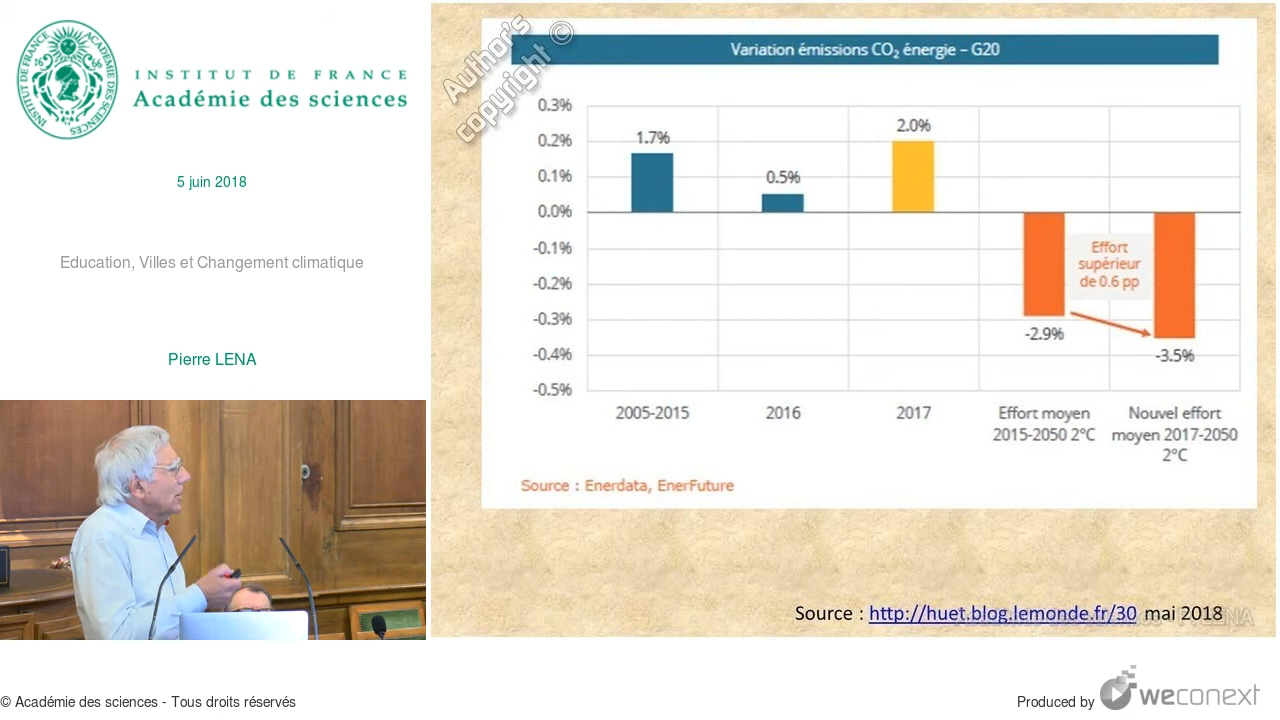 INSTITUT DE FRANCE
Académie des sciences
5 juin 2018
Education, Villes et Changement climatique
Pierre LENA
Author's
copyright ©
Variation émissions CO₂ énergie – G20
0.3%
0.2%
0.1%
0.0%
-0.1%
-0.2%
-0.3%
-0.4%
-0.5%
1.7%
0.5%
2.0%
-2.9%
-3.5%
Effort
supérieur
de 0.6 pp
2005-2015
2016
2017
Effort moyen
2015-2050 2°C
Nouvel effort
moyen 2017-2050
2°C
Source : Enerdata, EnerFuture
Source : http://huet.blog.lemonde.fr/30 mai 2018
© Académie des sciences - Tous droits réservés
Produced by weconext